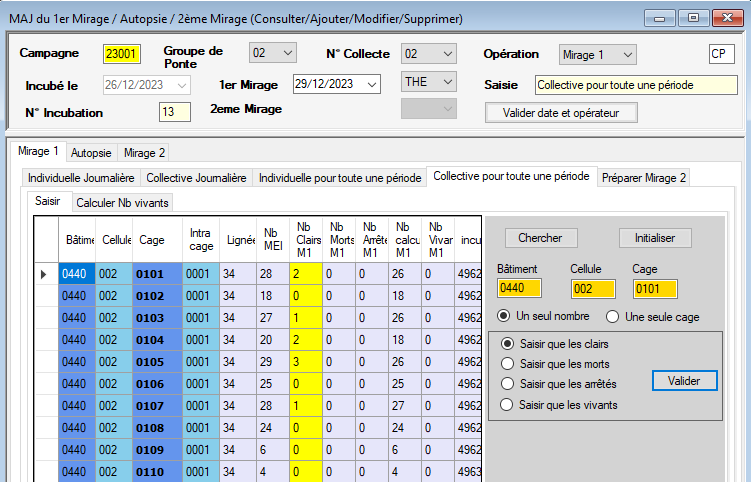 MAJ du 1er Mirage / Autopsie / 2ème Mirage (Consulter/Ajouter/Modifier/Supprimer)
Campagne 23001 Groupe de Ponte 02 N° Collecte 02 Opération Mirage 1 CP
Incubé le 26/12/2023 1er Mirage 29/12/2023 THE Saisie Collective pour toute une période
N° Incubation 13 2eme Mirage Valider date et opérateur
Mirage 1 Autopsie Mirage 2
Individuelle Journalière Collective Journalière Individuelle pour toute une période Collective pour toute une période Préparer Mirage 2
Saisir Calculer Nb vivants
Bâtime Cellule Cage Intra cage Lignée Nb MEI Nb Clairs M1 Nb Morts M1 Nb Arrête M1 Nb calcu M1 Nb Vivar M1 incu
0440 002 0101 0001 34 28 2 0 0 26 0 4962
0440 002 0102 0001 34 18 0 0 0 18 0 4962
0440 002 0103 0001 34 27 1 0 0 26 0 4962
0440 002 0104 0001 34 20 2 0 0 18 0 4962
0440 002 0105 0001 34 29 3 0 0 26 0 4962
0440 002 0106 0001 34 25 0 0 0 25 0 4962
0440 002 0107 0001 34 28 1 0 0 27 0 4962
0440 002 0108 0001 34 24 0 0 0 24 0 4962
0440 002 0109 0001 34 6 0 0 0 6 0 4962
0440 002 0110 0001 34 4 0 0 0 4 0 4963
Chercher Initialiser
Bâtiment Cellule Cage
0440 002 0101
Un seul nombre Une seule cage
Saisir que les clairs
Saisir que les morts
Saisir que les arrêtés
Saisir que les vivants
Valider